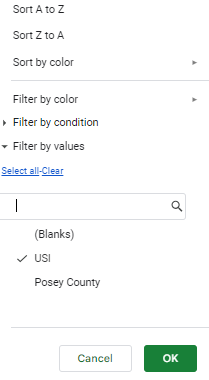 Sort A to Z
Sort Z to A
Sort by color
Filter by color
Filter by condition
Filter by values
Select all-Clear
(Blanks)
USI
Posey County
Cancel
OK